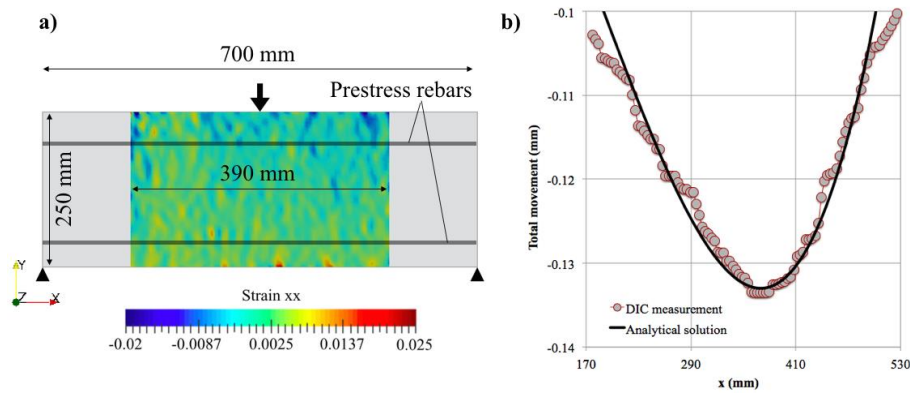 a)
700 mm
Prestress rebars
390 mm
250 mm
Y
Z
X
Strain xx
-0.02 -0.0087 0.0025 0.0137 0.025
b)
-0.1
-0.11
-0.12
-0.13
-0.14
Total movement (mm)
DIC measurement
Analytical solution
170 290 410 530
x (mm)